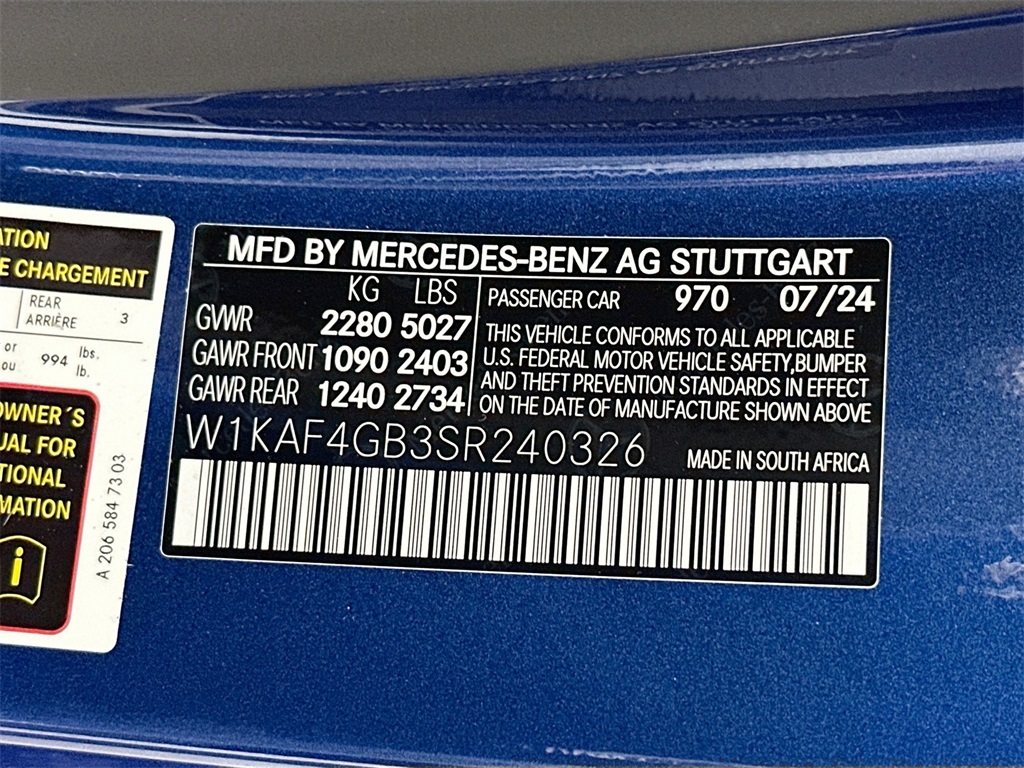 ATION
E CHARGEMENT
REAR
ARRIÈRE 3
or
ou 994 lbs.
lb.
OWNER´S
UAL FOR
TIONAL
MATION
i
A 206 584 73 03
MFD BY MERCEDES-BENZ AG STUTTGART
KG LBS
GVWR 2280 5027
GAWR FRONT 1090 2403
GAWR REAR 1240 2734
PASSENGER CAR 970 07/24
THIS VEHICLE CONFORMS TO ALL APPLICABLE
U.S. FEDERAL MOTOR VEHICLE SAFETY,BUMPER
AND THEFT PREVENTION STANDARDS IN EFFECT
ON THE DATE OF MANUFACTURE SHOWN ABOVE
W1KAF4GB3SR240326
MADE IN SOUTH AFRICA